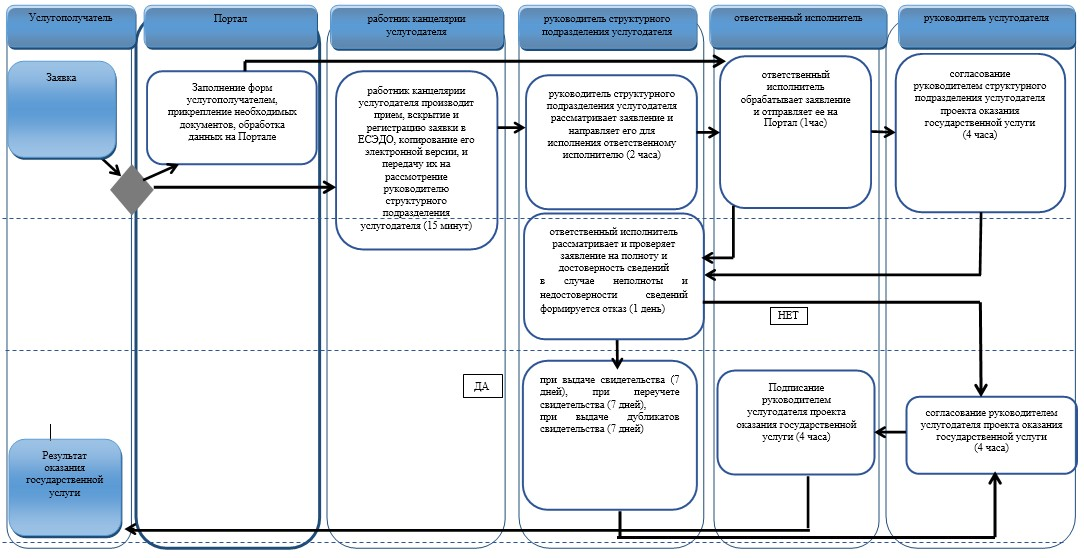 Услугополучатель
Портал
работник канцелярии
услугодателя
руководитель структурного
подразделения услугодателя
ответственный исполнитель
руководитель услугодателя
Заявка
Заполнение форм
услугополучателем,
прикрепление необходимых
документов, обработка
данных на Портале
работник канцелярии
услугодателя производит
прием, вскрытие и
регистрацию заявки в
ЕСЭДО, копирование его
электронной версии, и
передачу их на
рассмотрение
руководителю
структурного
подразделения
услугодателя (15 минут)
руководитель структурного
подразделения услугодателя
рассматривает заявление и
направляет его для
исполнения ответственному
исполнителю (2 часа)
ответственный
исполнитель
обрабатывает заявление
и отправляет ее на
Портал (1час)
согласование
руководителем структурного
подразделения услугодателя
проекта оказания
государственной услуги
(4 часа)
ответственный исполнитель
рассматривает и проверяет
заявление на полноту и
достоверность сведений
в случае неполноты и
недостоверности сведений
формируется отказ (1 день)
НЕТ
ДА
при выдаче свидетельства (7
дней), при переучете
свидетельства (7 дней),
при выдаче дубликатов
свидетельства (7 дней)
Подписание
руководителем
услугодателя проекта
оказания государственной
услуги (4 часа)
согласование руководителем
услугодателя проекта оказания
государственной услуги
(4 часа)
Результат
оказания
государственной
услуги